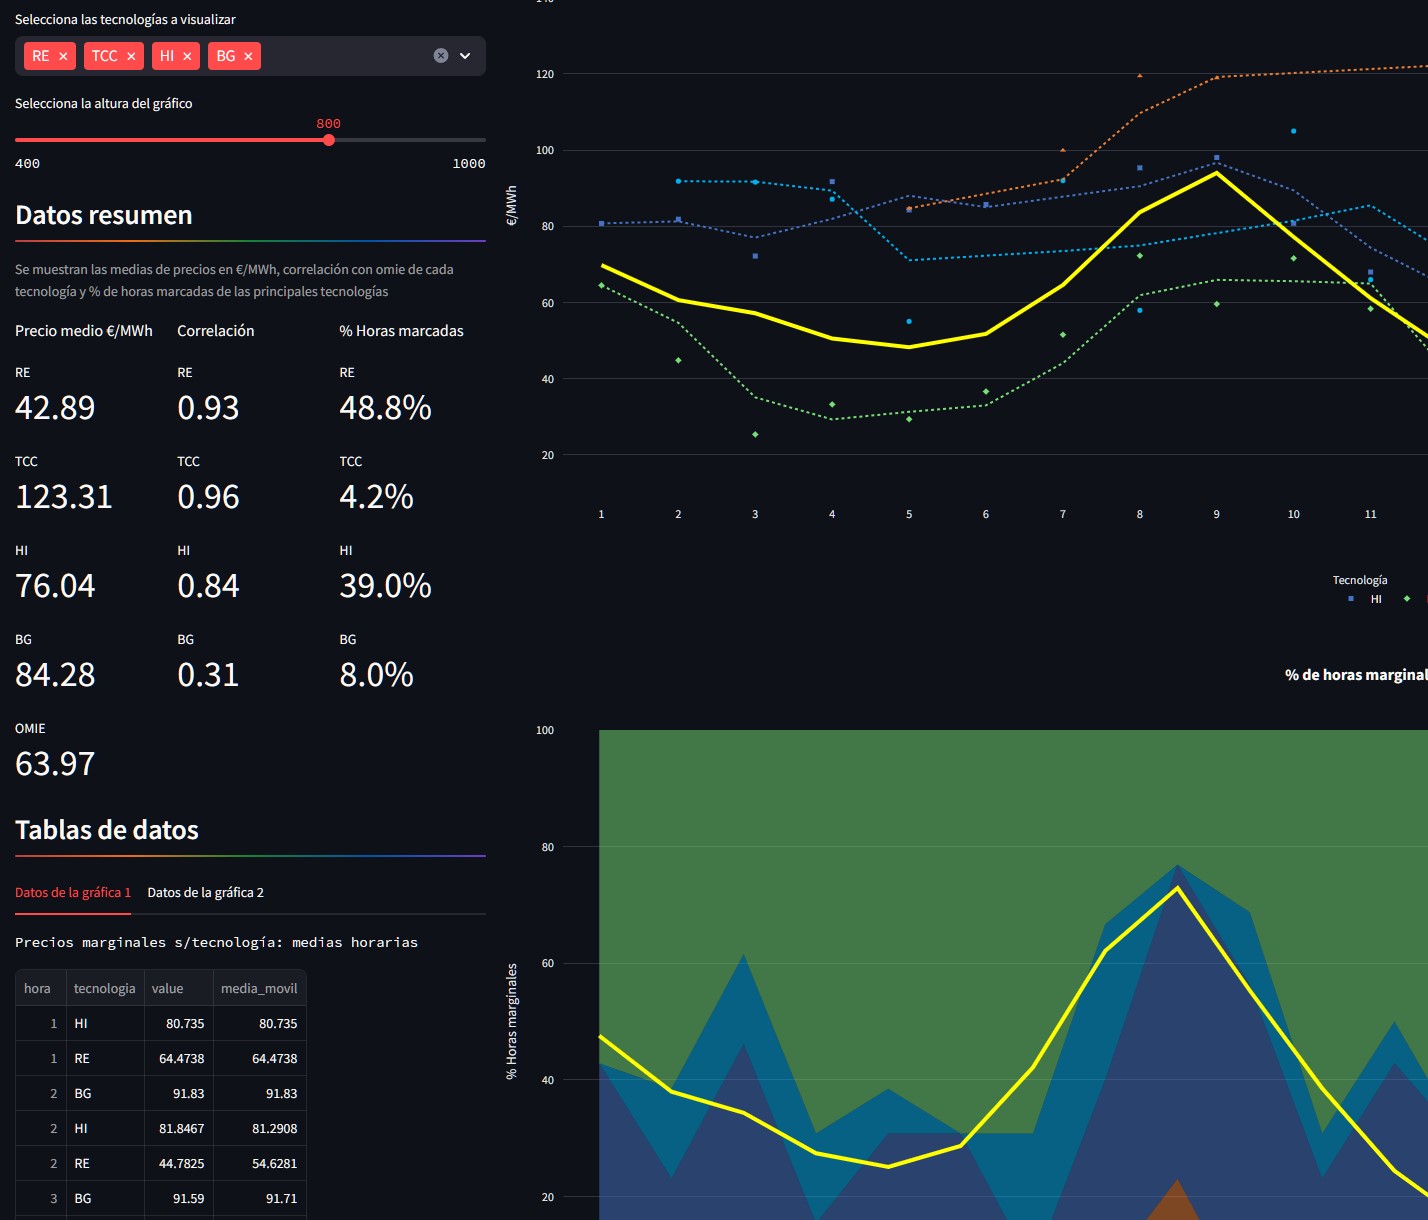 Selecciona las tecnologías a visualizar
RE
TCC
HI
BG
Selecciona la altura del gráfico
800
400
1000
Datos resumen
Se muestran las medias de precios en €/MWh, correlación con omie de cada
tecnología y % de horas marcadas de las principales tecnologías
Precio medio €/MWh Correlación % Horas marcadas
RE RE RE
42.89 0.93 48.8%
TCC TCC TCC
123.31 0.96 4.2%
HI HI HI
76.04 0.84 39.0%
BG BG BG
84.28 0.31 8.0%
OMIE
63.97
Tablas de datos
Datos de la gráfica 1 Datos de la gráfica 2
Precios marginales s/tecnología: medias horarias
hora tecnologia value media_movil
1 HI 80.735 80.735
1 RE 64.4738 64.4738
2 BG 91.83 91.83
2 HI 81.8467 81.2908
2 RE 44.7825 54.6281
3 BG 91.59 91.71
120
100
80
60
40
20
€/MWh
1 2 3 4 5 6 7 8 9 10 11
Tecnología
HI
% de horas marginal
100
80
60
40
20
% Horas marginales